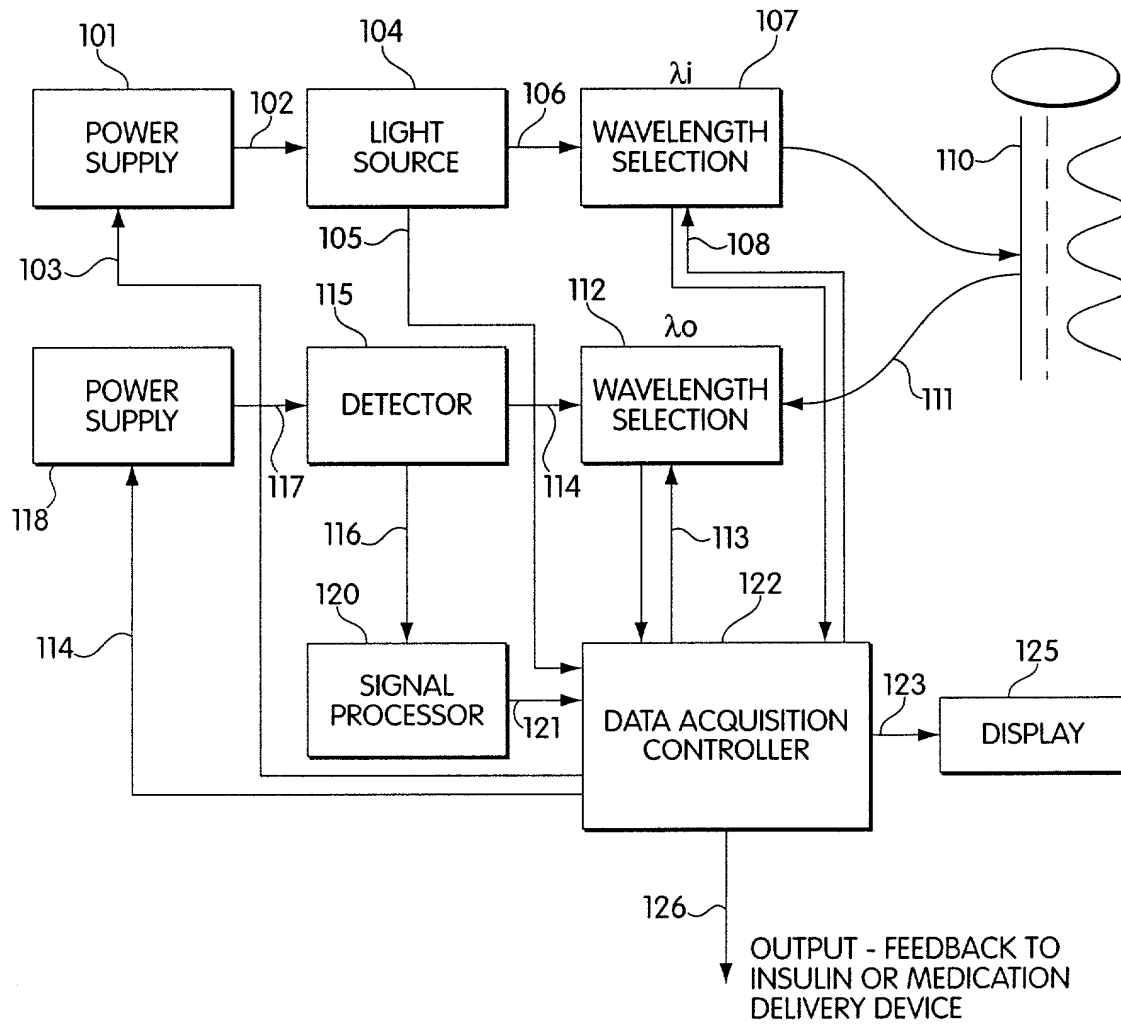 101
104
107
λi
102
106
POWER
SUPPLY
LIGHT
SOURCE
WAVELENGTH
SELECTION
110
103
105
108
115
112
λo
POWER
SUPPLY
DETECTOR
WAVELENGTH
SELECTION
111
118
117
114
116
113
120
122
114
125
SIGNAL
PROCESSOR
121
DATA ACQUISITION
CONTROLLER
123
DISPLAY
126
OUTPUT - FEEDBACK TO
INSULIN OR MEDICATION
DELIVERY DEVICE